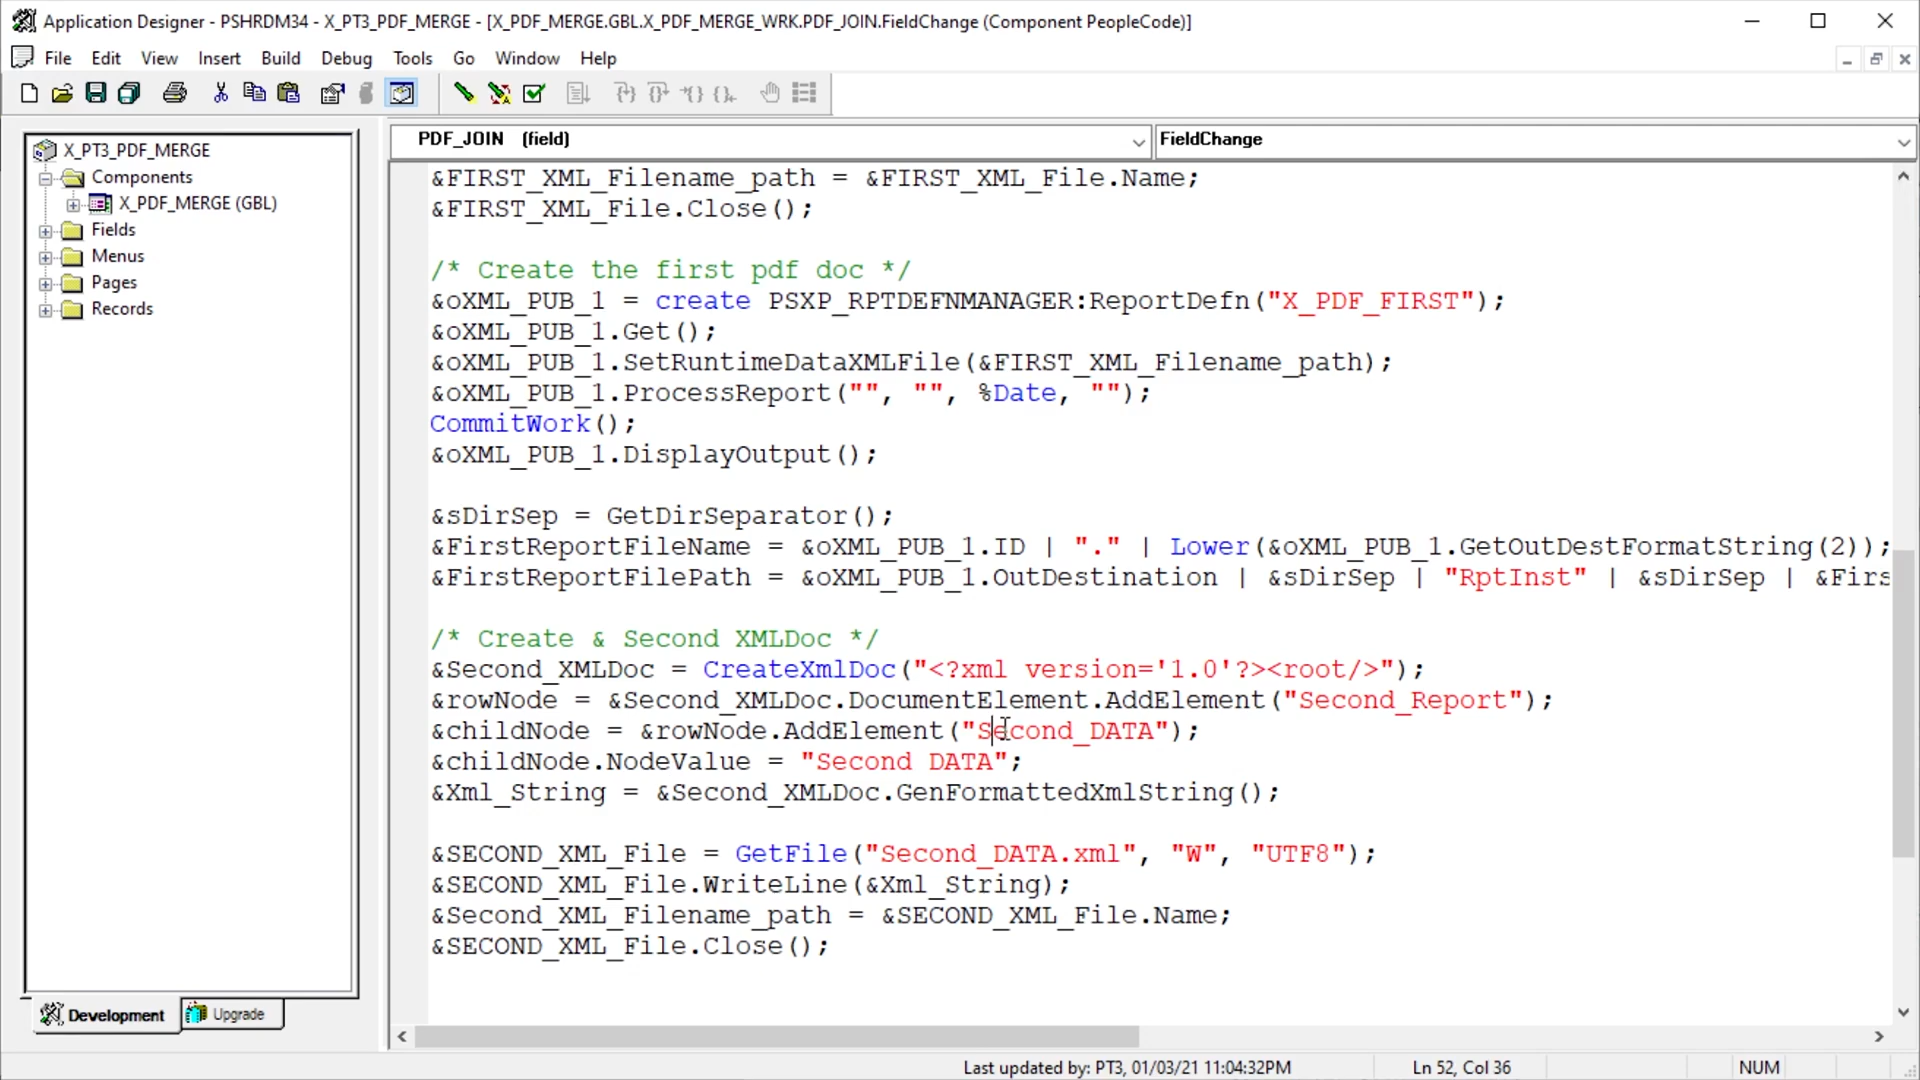 Application Designer - PSHRDM34 - X_PT3_PDF_MERGE - [X_PDF_MERGE.GBL.X_PDF_MERGE_WRK.PDF_JOIN.FieldChange (Component PeopleCode)]
File Edit View Insert Build Debug Tools Go Window Help
X_PT3_PDF_MERGE
Components
X_PDF_MERGE (GBL)
Fields
Menus
Pages
Records
Development
Upgrade
PDF_JOIN (field)
FieldChange
&FIRST_XML_Filename_path = &FIRST_XML_File.Name;
&FIRST_XML_File.Close();
/* Create the first pdf doc */
&oXML_PUB_1 = create PSXP_RPTDEFNMANAGER:ReportDefn("X_PDF_FIRST");
&oXML_PUB_1.Get();
&oXML_PUB_1.SetRuntimeDataXMLFile(&FIRST_XML_Filename_path);
&oXML_PUB_1.ProcessReport("", "", %Date, "");
CommitWork();
&oXML_PUB_1.DisplayOutput();
&sDirSep = GetDirSeparator();
&FirstReportFileName = &oXML_PUB_1.ID | "." | Lower(&oXML_PUB_1.GetOutDestFormatString(2));
&FirstReportFilePath = &oXML_PUB_1.OutDestination | &sDirSep | "RptInst" | &sDirSep | &Firs
/* Create & Second XMLDoc */
&Second_XMLDoc = CreateXmlDoc("<?xml version='1.0'?><root/>");
&rowNode = &Second_XMLDoc.DocumentElement.AddElement("Second_Report");
&childNode = &rowNode.AddElement("Second_DATA");
&childNode.NodeValue = "Second DATA";
&Xml_String = &Second_XMLDoc.GenFormattedXmlString();
&SECOND_XML_File = GetFile("Second_DATA.xml", "W", "UTF8");
&SECOND_XML_File.WriteLine(&Xml_String);
&Second_XML_Filename_path = &SECOND_XML_File.Name;
&SECOND_XML_File.Close();
Last updated by: PT3, 01/03/21 11:04:32PM
Ln 52, Col 36
NUM